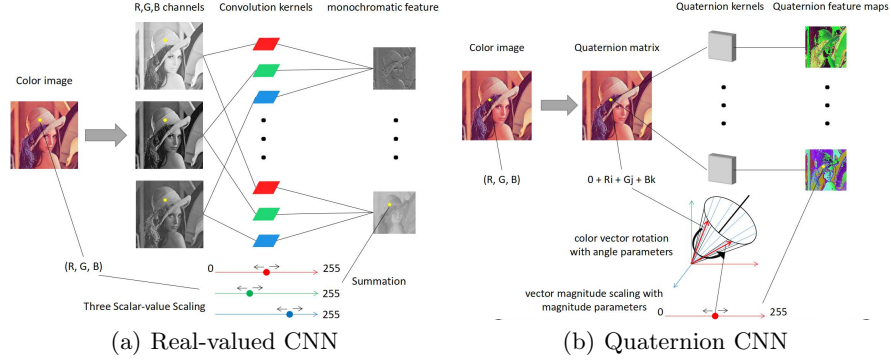 R,G,B channels
Convolution kernels
monochromatic feature
Color image
(R, G, B)
0
255
255
Three Scalar-value Scaling
255
Summation
(a) Real-valued CNN
Quaternion kernels
Quaternion feature maps
Color image
Quaternion matrix
(R, G, B)
0 + Ri + Gj + Bk
color vector rotation
with angle parameters
vector magnitude scaling with
magnitude parameters
0
255
(b) Quaternion CNN